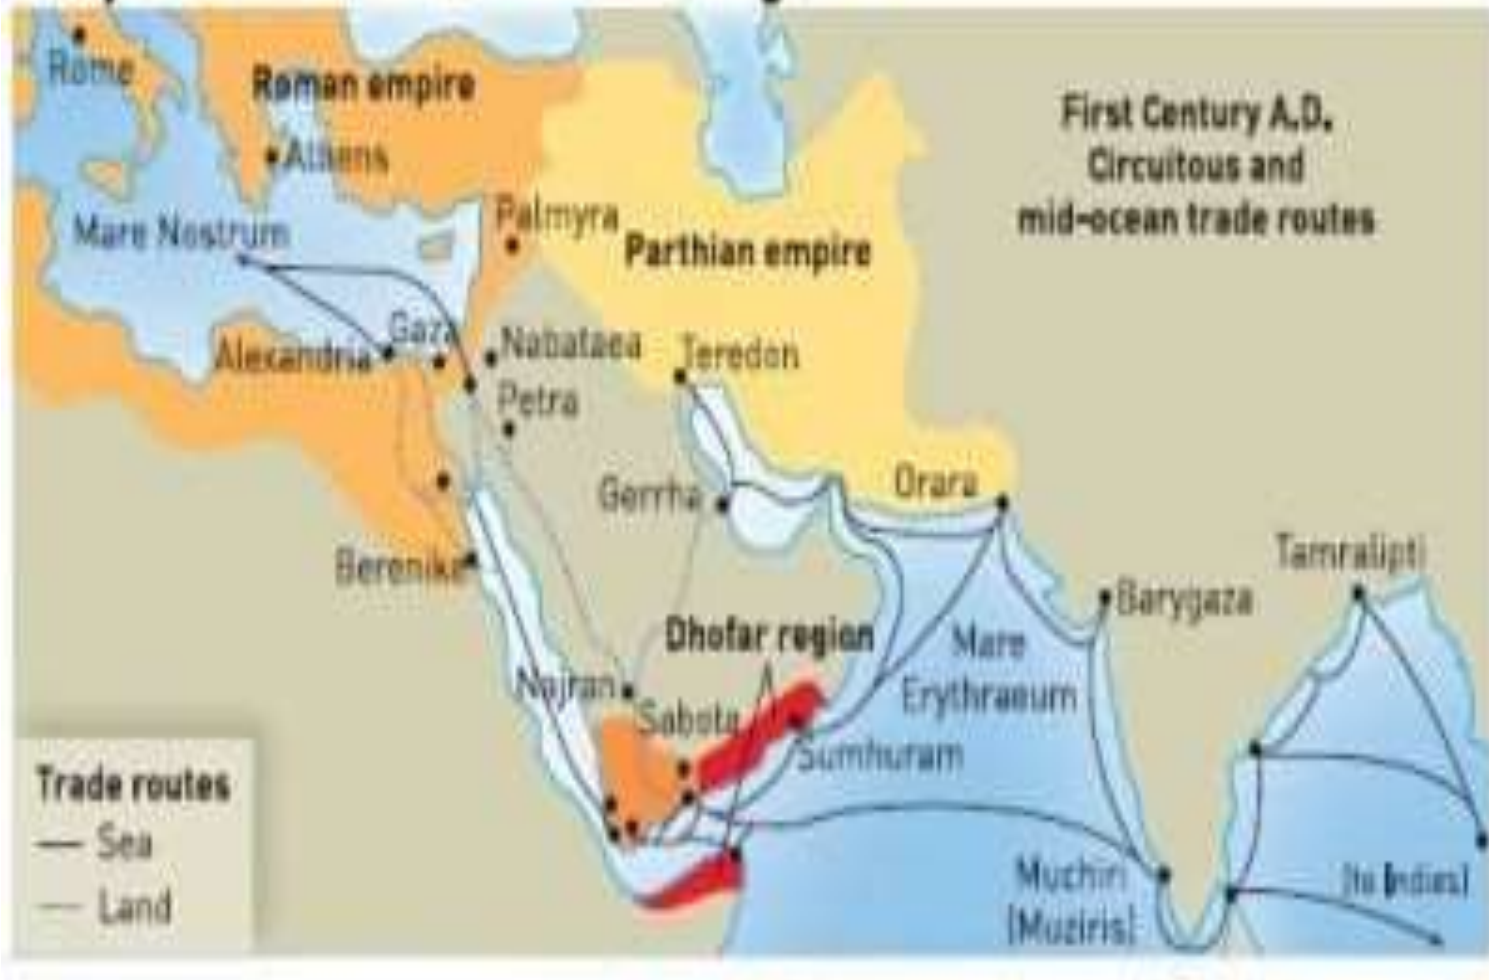 Rome
Roman empire
Athens
Mare Nostrum
Palmyra
Parthian empire
First Century A.D.
Circuitous and
mid-ocean trade routes
Gaza
Alexandria
Nabataea
Teredon
Petra
Gerrha
Orara
Berenike
Tamralipti
Barygaza
Dhofar region
Mare
Erythraeum
Najran
Sabota
Sumhuram
Trade routes
Sea
Land
Muchiri
(Muziris)
(to Indies)